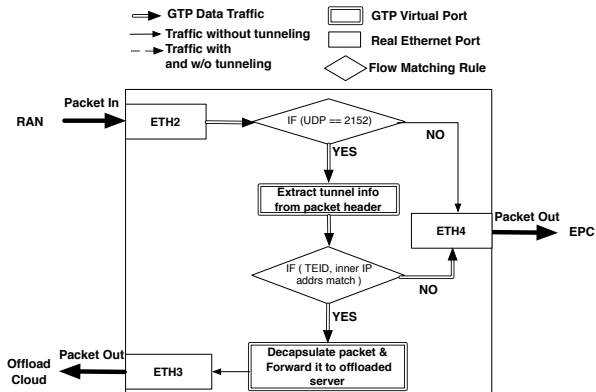 GTP Data Traffic
Traffic without tunneling
Traffic with
and w/o tunneling
GTP Virtual Port
Real Ethernet Port
Flow Matching Rule
Packet In
RAN
ETH2
IF (UDP == 2152)
NO
YES
Extract tunnel info
from packet header
ETH4
Packet Out
EPC
IF ( TEID, inner IP
addrs match )
NO
YES
Decapsulate packet &
Forward it to offloaded
server
ETH3
Packet Out
Offload
Cloud